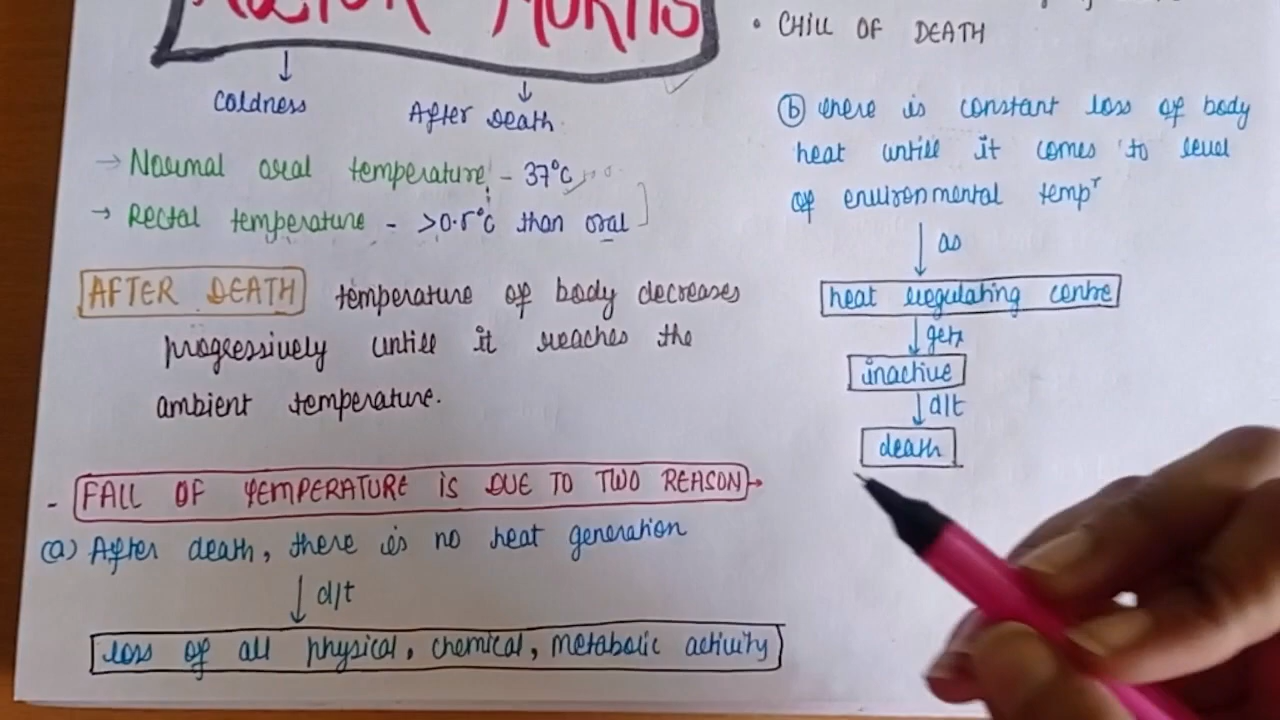 MORTIS
coldness
After death
→ Normal oral temperature - 37°c
→ Rectal temperature - >0.5°c than oral
AFTER DEATH temperature of body decreases
progressively untill it reaches the
ambient temperature.
- FALL OF TEMPERATURE IS DUE TO TWO REASON →
(a) After death, there is no heat generation
↓ d/t
loss of all physical, chemical, metabolic activity
• CHILL OF DEATH
(b) there is constant loss of body
heat untill it comes to level
of environmental tempr
↓ as
heat regulating centre
↓ gets
inactive
↓ d/t
death